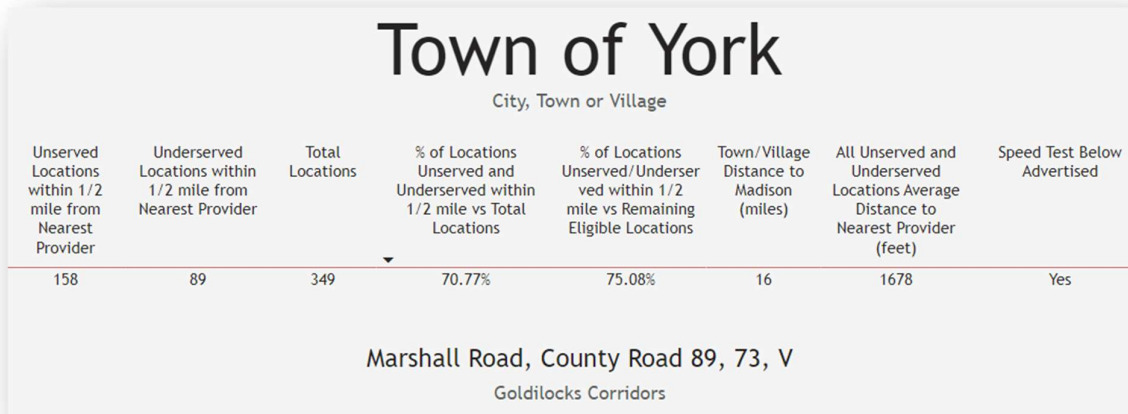 Town of York
City, Town or Village
Unserved
Locations
within 1/2
mile from
Nearest
Provider
Underserved
Locations within
1/2 mile from
Nearest Provider
Total
Locations
% of Locations
Unserved and
Underserved within
1/2 mile vs Total
Locations
% of Locations
Unserved/Underser
ved within 1/2
mile vs Remaining
Eligible Locations
Town/Village
Distance to
Madison
(miles)
All Unserved and
Underserved
Locations Average
Distance to
Nearest Provider
(feet)
Speed Test Below
Advertised
158 89 349 70.77% 75.08% 16 1678 Yes
Marshall Road, County Road 89, 73, V
Goldilocks Corridors